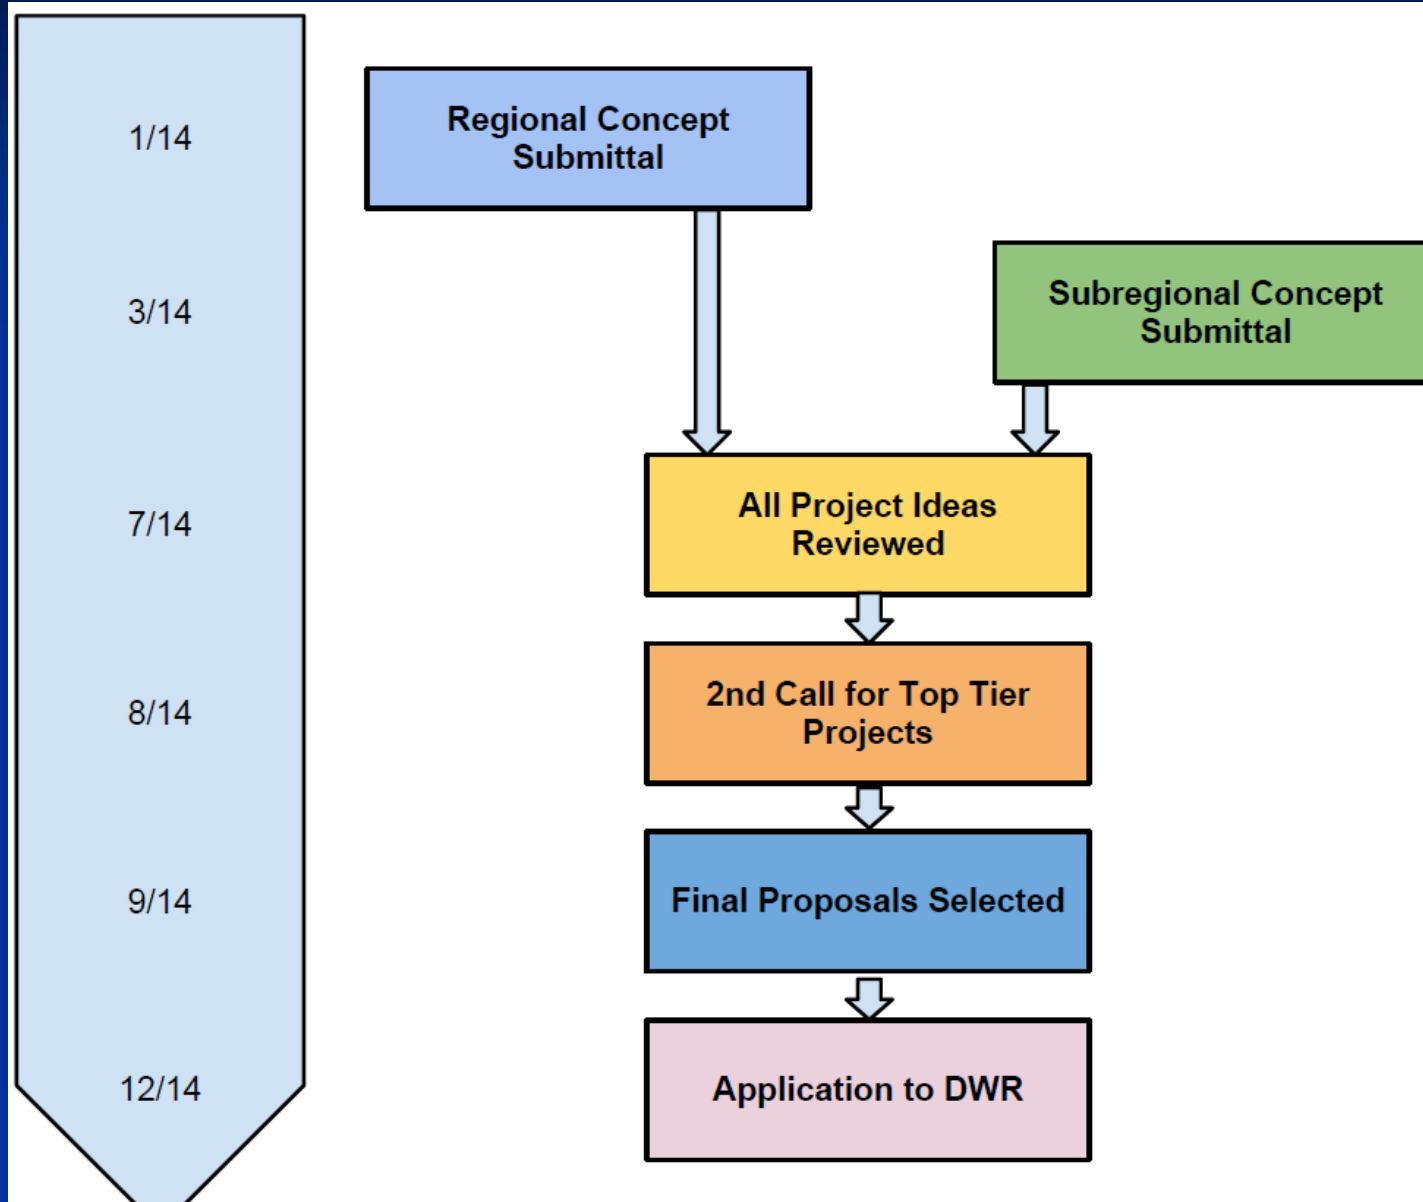 1/14
Regional Concept
Submittal
3/14
Subregional Concept
Submittal
7/14
All Project Ideas
Reviewed
8/14
2nd Call for Top Tier
Projects
9/14
Final Proposals Selected
12/14
Application to DWR